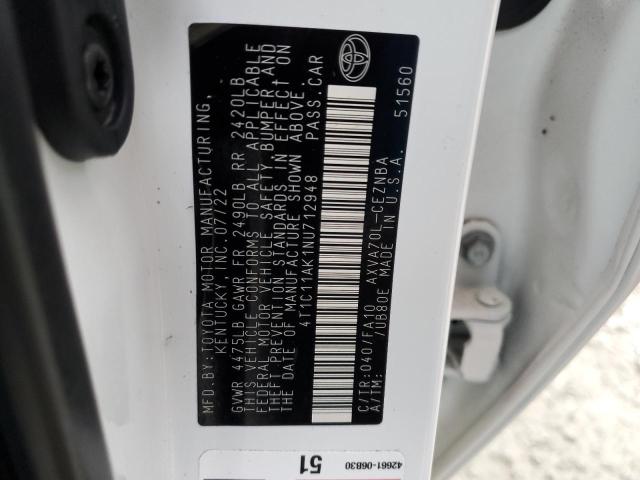 MFD.BY:TOYOTA MOTOR MANUFACTURING,
KENTUCKY INC. 07/22
GVWR 4475LB GAWR FR 2490LB RR 2420LB
THIS VEHICLE CONFORMS TO ALL APPLICABLE
FEDERAL MOTOR VEHICLE SAFETY, BUMPER AND
THEFT PREVENTION STANDARDS IN EFFECT ON
THE DATE OF MANUFACTURE SHOWN ABOVE.
4T1C11AK1NU712948 PASS.CAR
C/TR:040/FA10 AXVA70L-CEZNBA
A/TM: /UB80E MADE IN U.S.A. 51560
51
42661-06B30